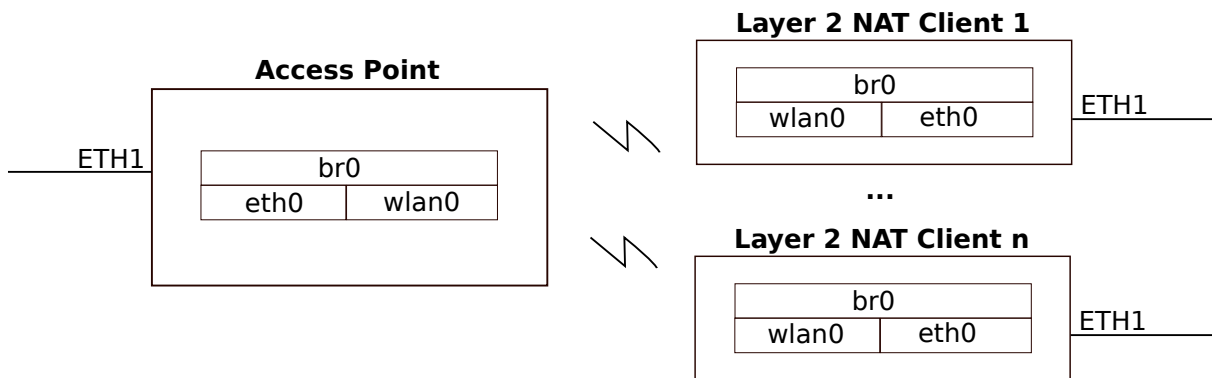 Access Point
ETH1
br0
eth0 wlan0
Layer 2 NAT Client 1
br0
wlan0 eth0
ETH1
...
Layer 2 NAT Client n
br0
wlan0 eth0
ETH1